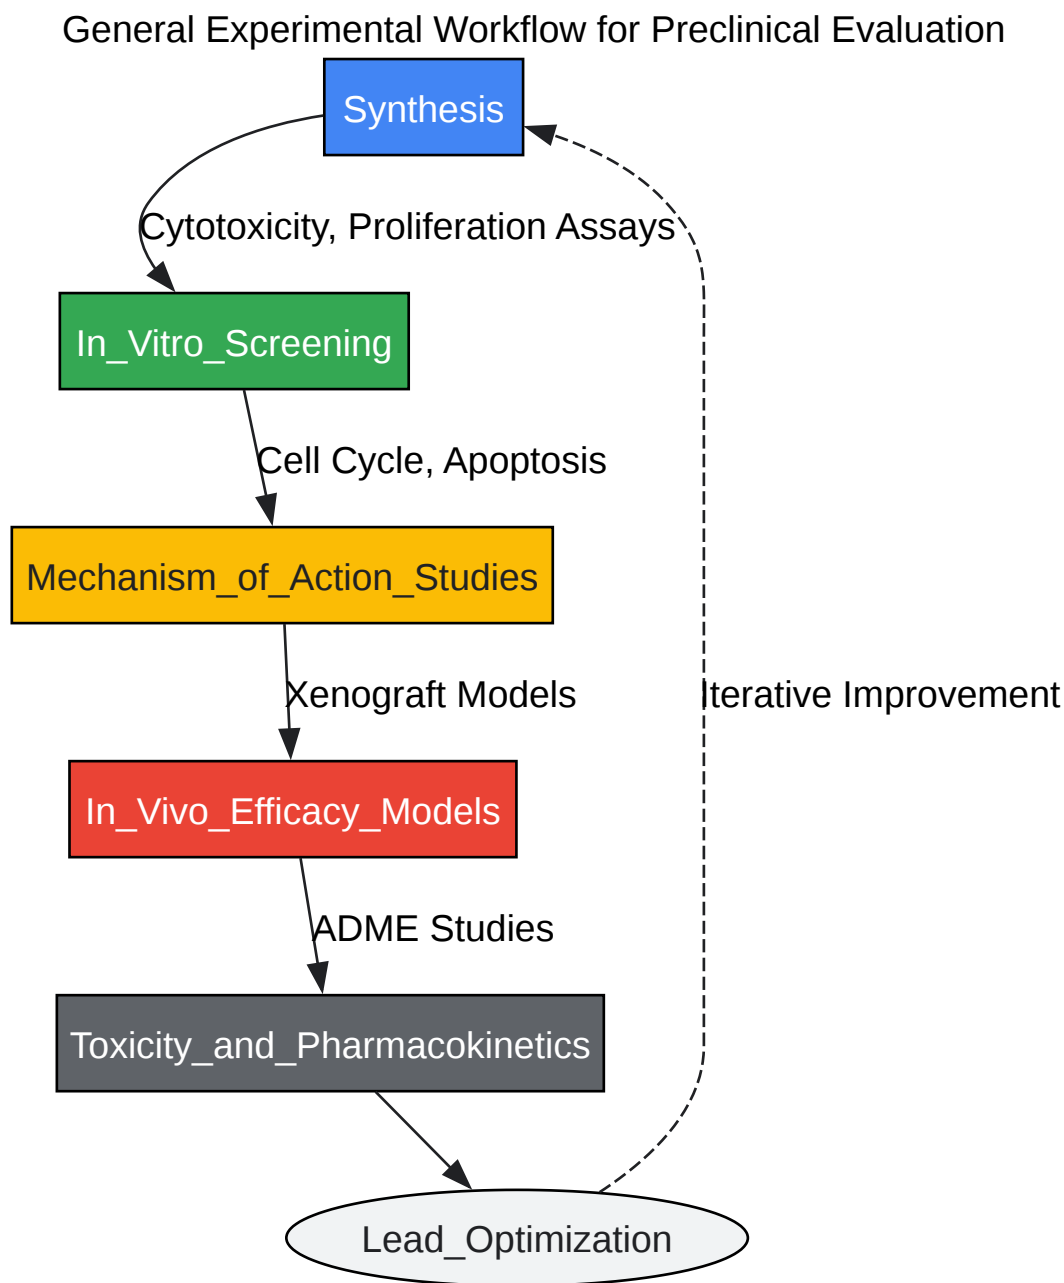 General Experimental Workflow for Preclinical Evaluation
Synthesis
Cytotoxicity, Proliferation Assays
In_Vitro_Screening
Cell Cycle, Apoptosis
Mechanism_of_Action_Studies
Xenograft Models
Iterative Improvement
In_Vivo_Efficacy_Models
ADME Studies
Toxicity_and_Pharmacokinetics
Lead_Optimization